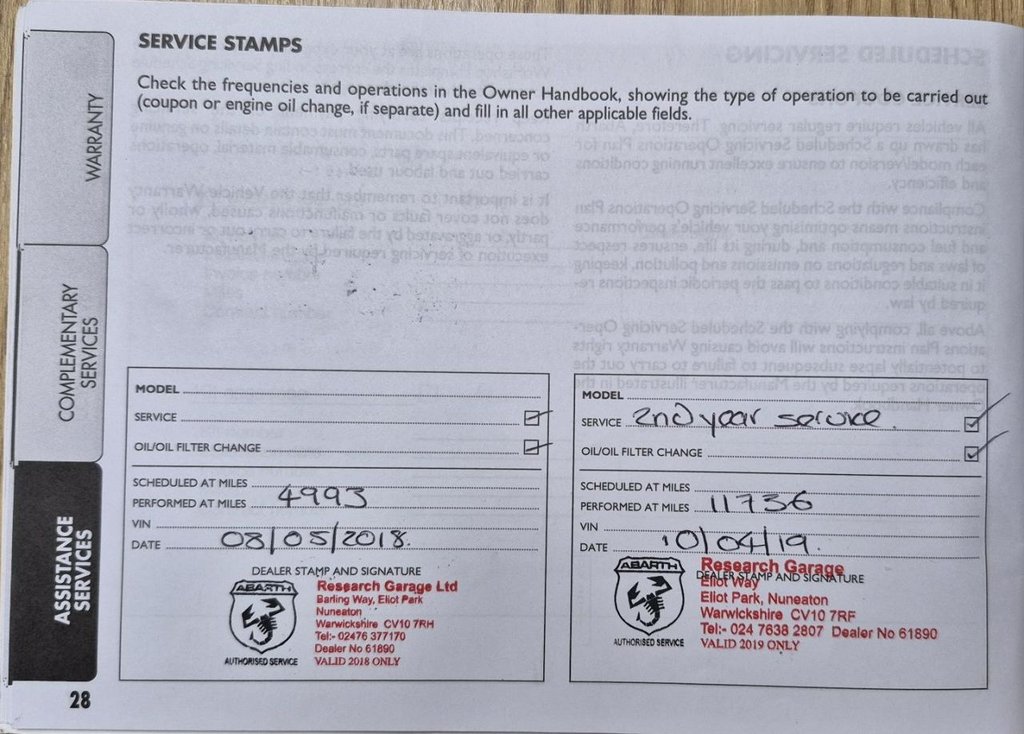 SERVICE STAMPS
Check the frequencies and operations in the Owner Handbook, showing the type of operation to be carried out
(coupon or engine oil change, if separate) and fill in all other applicable fields.
WARRANTY
COMPLEMENTARY
SERVICES
ASSISTANCE
SERVICES
MODEL
SERVICE
OIL/OIL FILTER CHANGE
SCHEDULED AT MILES
PERFORMED AT MILES 4993
VIN
DATE 08/05/2018.
DEALER STAMP AND SIGNATURE
ABARTH
AUTHORISED SERVICE
Research Garage Ltd
Barling Way, Eliot Park
Nuneaton
Warwickshire CV10 7RH
Tel:- 02476 377170
Dealer No 61890
VALID 2018 ONLY
MODEL
SERVICE 2nd year service.
OIL/OIL FILTER CHANGE
SCHEDULED AT MILES
PERFORMED AT MILES 11736
VIN
DATE 10/04/19.
DEALER STAMP AND SIGNATURE
ABARTH
AUTHORISED SERVICE
Research Garage
Eliot Way
Eliot Park, Nuneaton
Warwickshire CV10 7RF
Tel:- 024 7638 2807 Dealer No 61890
VALID 2019 ONLY
28